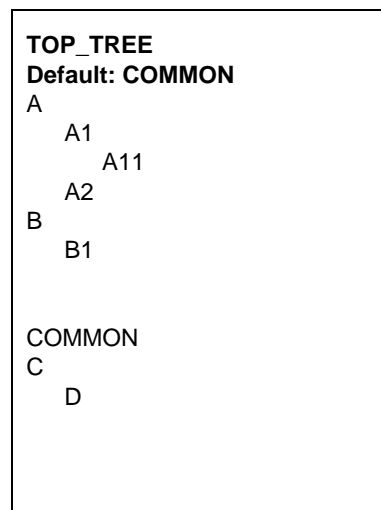 TOP_TREE
Default: COMMON
A
A1
A11
A2
B
B1
COMMON
C
D